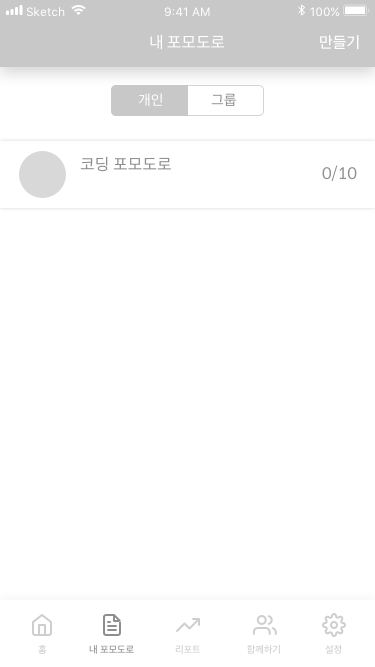 Sketch 9:41 AM 100%
내 포모도로 만들기
개인 그룹
코딩 포모도로 0/10
홈 내 포모도로 리포트 함께하기 설정